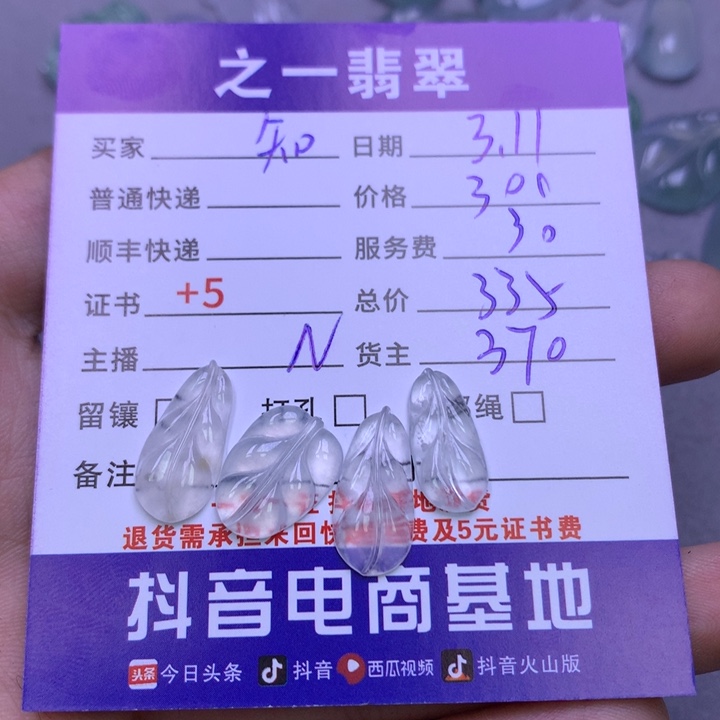 之一翡翠
买家 知 日期 3.11
普通快递 价格 300
顺丰快递 服务费 30
证书 +5 总价 335
主播 N 货主 370
留镶 打孔 绳
备注
退货需承担来回快 费及5元证书费
抖音电商基地
头条 今日头条 抖音 西瓜视频 抖音火山版